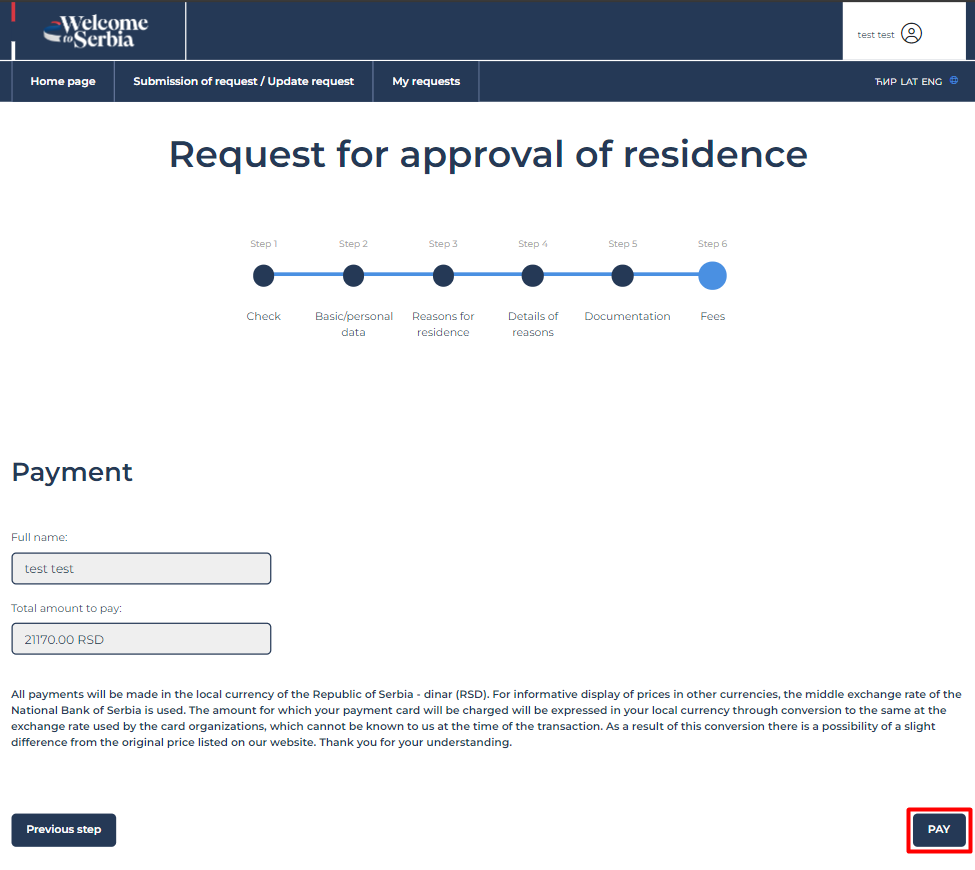 Welcome
to Serbia
test test
Home page
Submission of request / Update request
My requests
ЋИР LAT ENG
Request for approval of residence
Step 1
Step 2
Step 3
Step 4
Step 5
Step 6
Check
Basic/personal
data
Reasons for
residence
Details of
reasons
Documentation
Fees
Payment
Full name:
test test
Total amount to pay:
21170.00 RSD
All payments will be made in the local currency of the Republic of Serbia - dinar (RSD). For informative display of prices in other currencies, the middle exchange rate of the
National Bank of Serbia is used. The amount for which your payment card will be charged will be expressed in your local currency through conversion to the same at the
exchange rate used by the card organizations, which cannot be known to us at the time of the transaction. As a result of this conversion there is a possibility of a slight
difference from the original price listed on our website. Thank you for your understanding.
Previous step
PAY